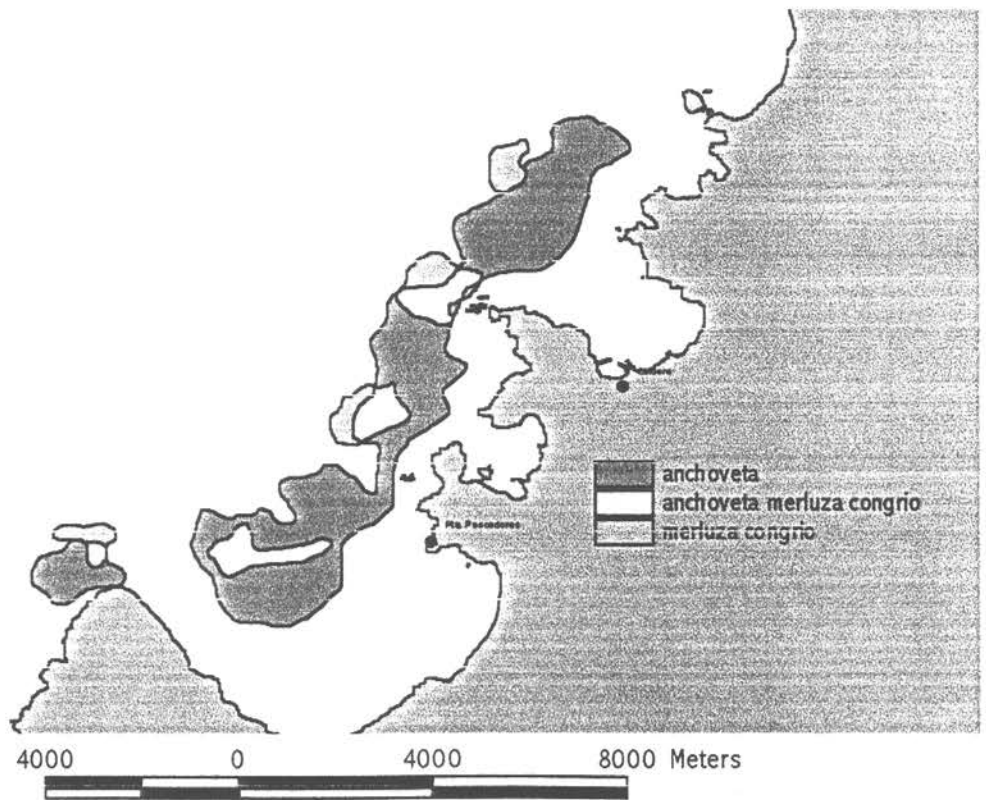 anchoveta
anchoveta merluza congrio
merluza congrio
Pta. Pescadores
4000 0 4000 8000 Meters